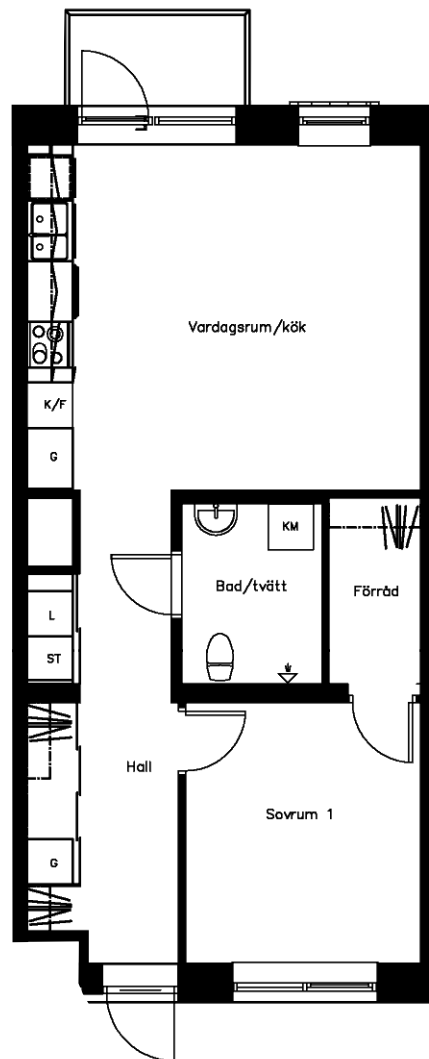 Vardagsrum/kök
K/F
G
KM
Bad/tvätt
Förråd
L
ST
Hall
Sovrum 1
G